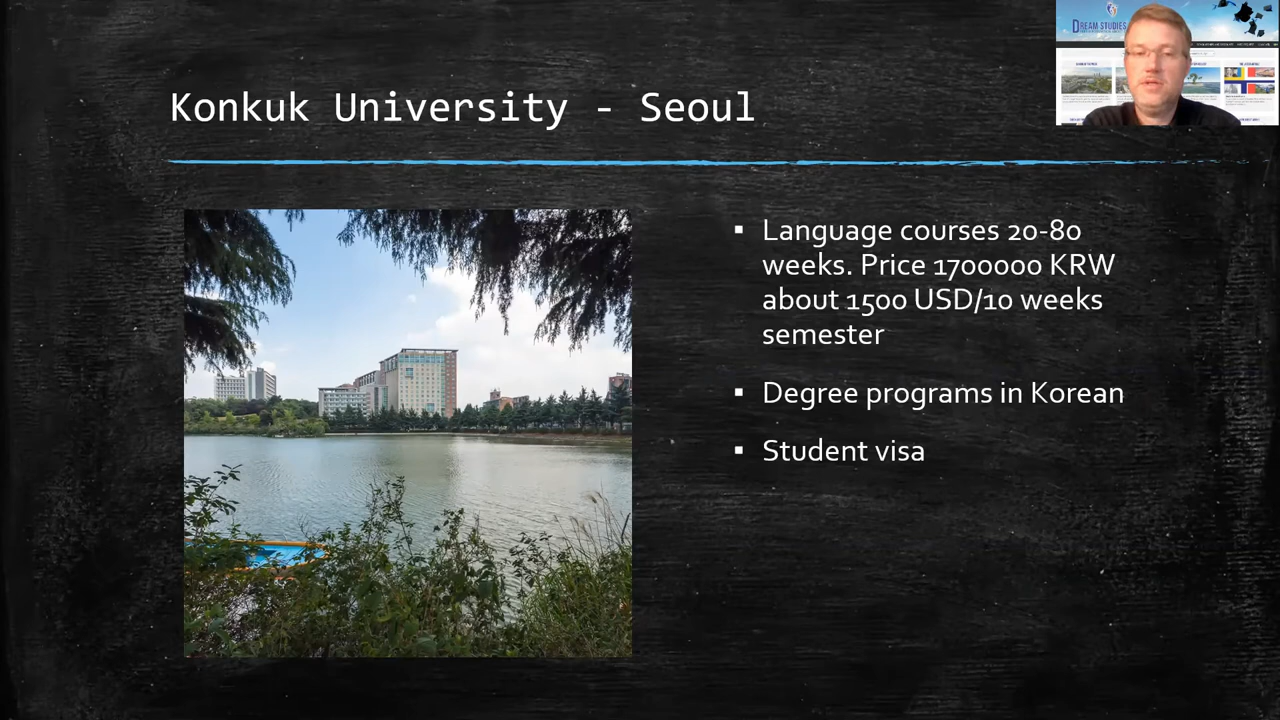 Konkuk University - Seoul
DREAM STUDIES
▪ Language courses 20-80
weeks. Price 1700000 KRW
about 1500 USD/10 weeks
semester
▪ Degree programs in Korean
▪ Student visa